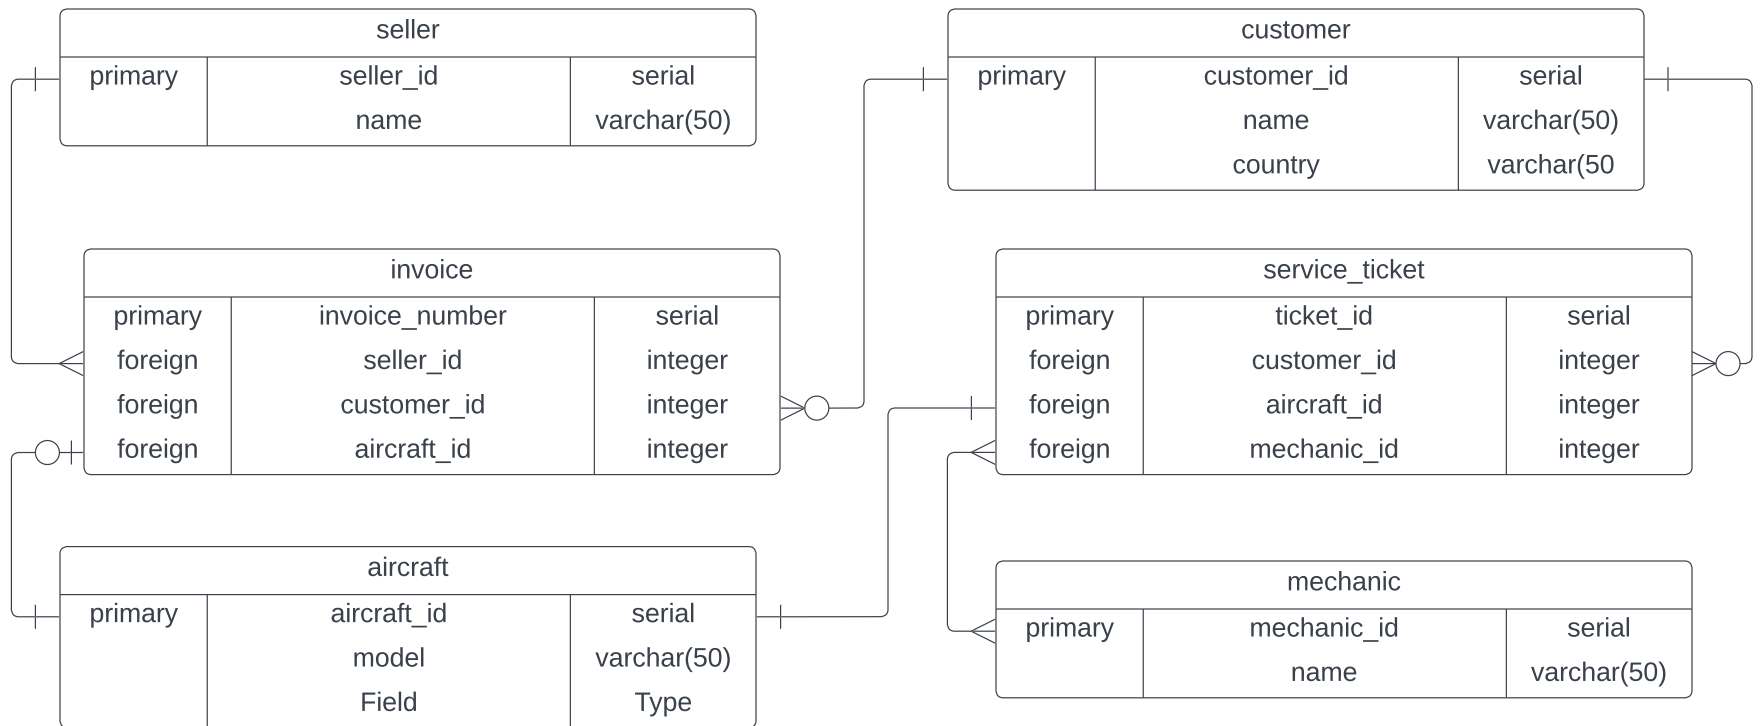 seller
primary seller_id serial
name varchar(50)
customer
primary customer_id serial
name varchar(50)
country varchar(50
invoice
primary invoice_number serial
foreign seller_id integer
foreign customer_id integer
foreign aircraft_id integer
service_ticket
primary ticket_id serial
foreign customer_id integer
foreign aircraft_id integer
foreign mechanic_id integer
aircraft
primary aircraft_id serial
model varchar(50)
Field Type
mechanic
primary mechanic_id serial
name varchar(50)